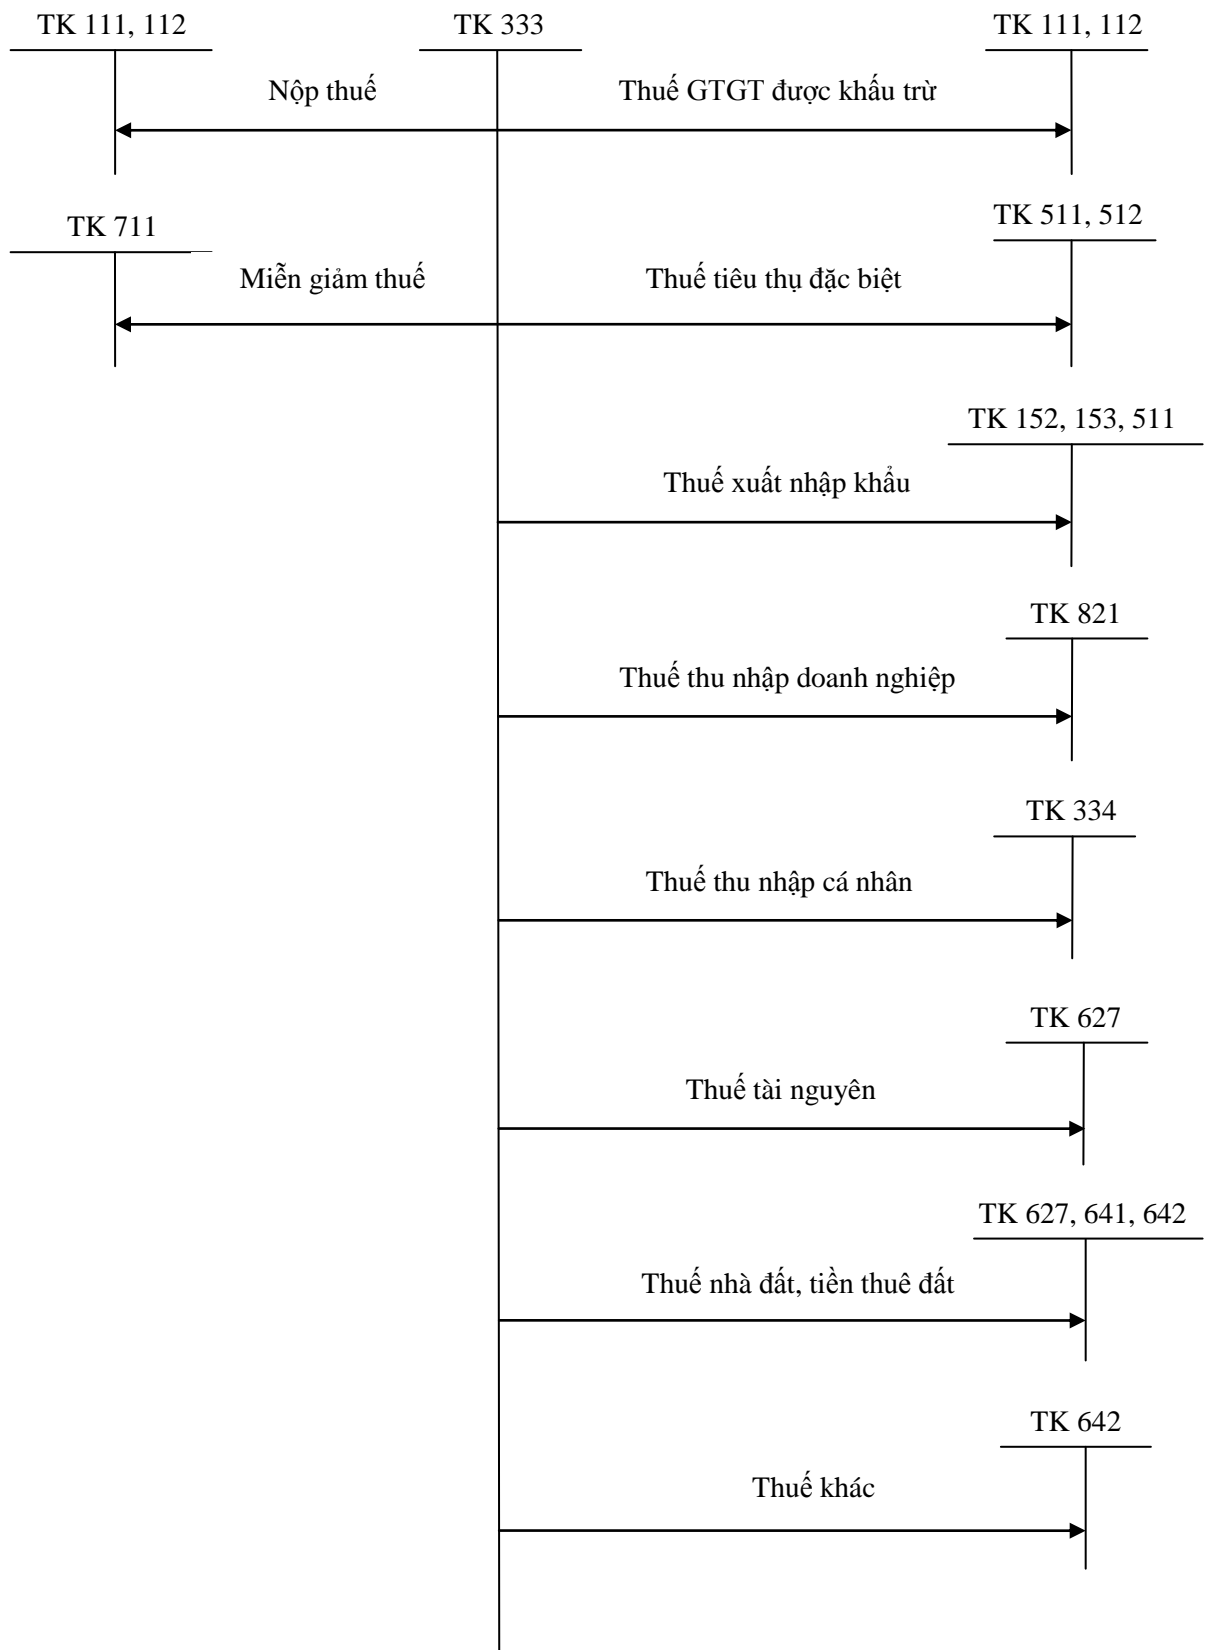 TK 111, 112
TK 333
TK 111, 112
Nộp thuế
Thuế GTGT được khấu trừ
TK 711
TK 511, 512
Miễn giảm thuế
Thuế tiêu thụ đặc biệt
TK 152, 153, 511
Thuế xuất nhập khẩu
TK 821
Thuế thu nhập doanh nghiệp
TK 334
Thuế thu nhập cá nhân
TK 627
Thuế tài nguyên
TK 627, 641, 642
Thuế nhà đất, tiền thuê đất
TK 642
Thuế khác